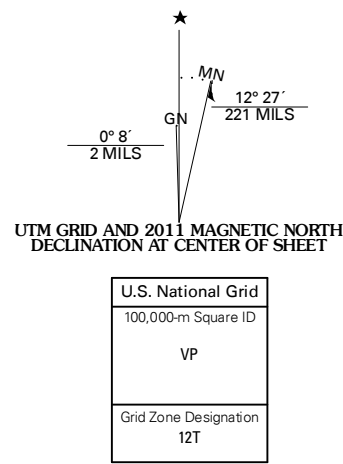 ★
MN
12° 27´
221 MILS
GN
0° 8´
2 MILS
UTM GRID AND 2011 MAGNETIC NORTH
DECLINATION AT CENTER OF SHEET
U.S. National Grid
100,000-m Square ID
VP
Grid Zone Designation
12T